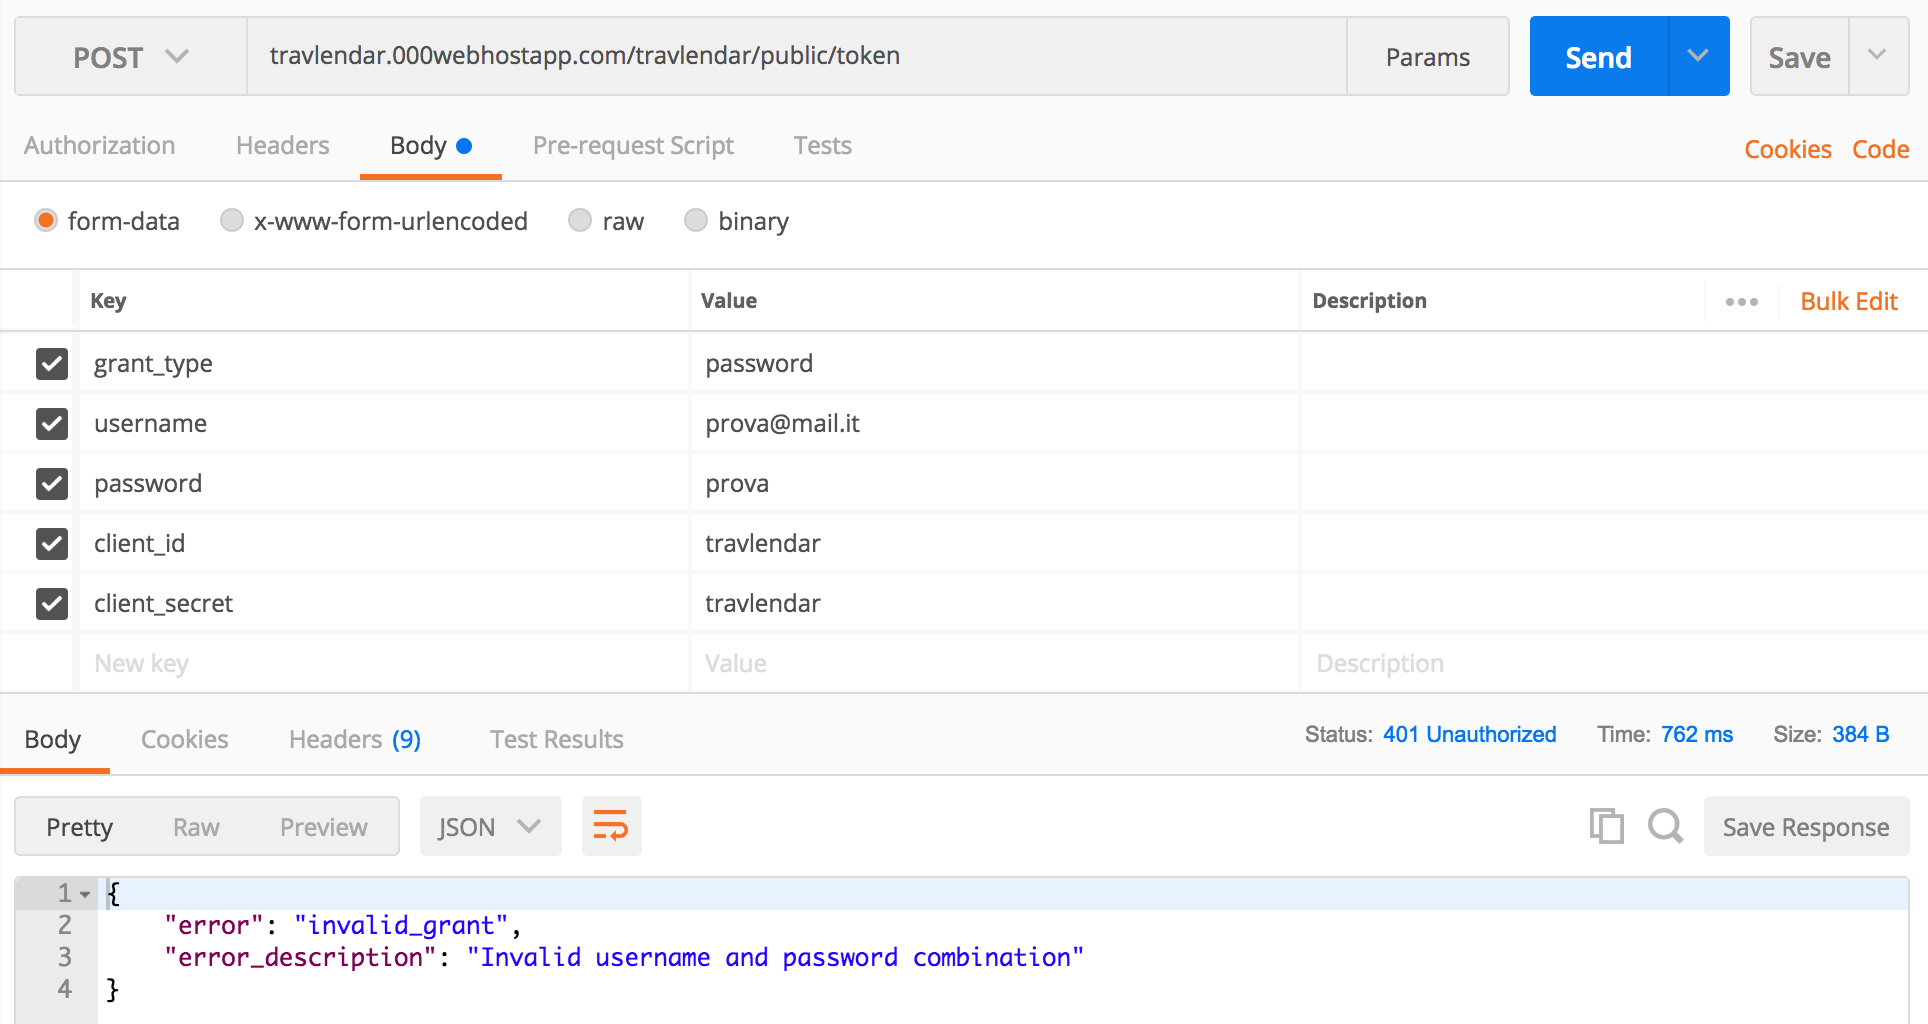 POST travlendar.000webhostapp.com/travlendar/public/token Params Send Save
Authorization Headers Body Pre-request Script Tests Cookies Code
form-data x-www-form-urlencoded raw binary
Key Value Description Bulk Edit
grant_type password
username prova@mail.it
password prova
client_id travlendar
client_secret travlendar
New key Value Description
Body Cookies Headers (9) Test Results Status: 401 Unauthorized Time: 762 ms Size: 384 B
Pretty Raw Preview JSON Save Response
1 {
2 "error": "invalid_grant",
3 "error_description": "Invalid username and password combination"
4 }